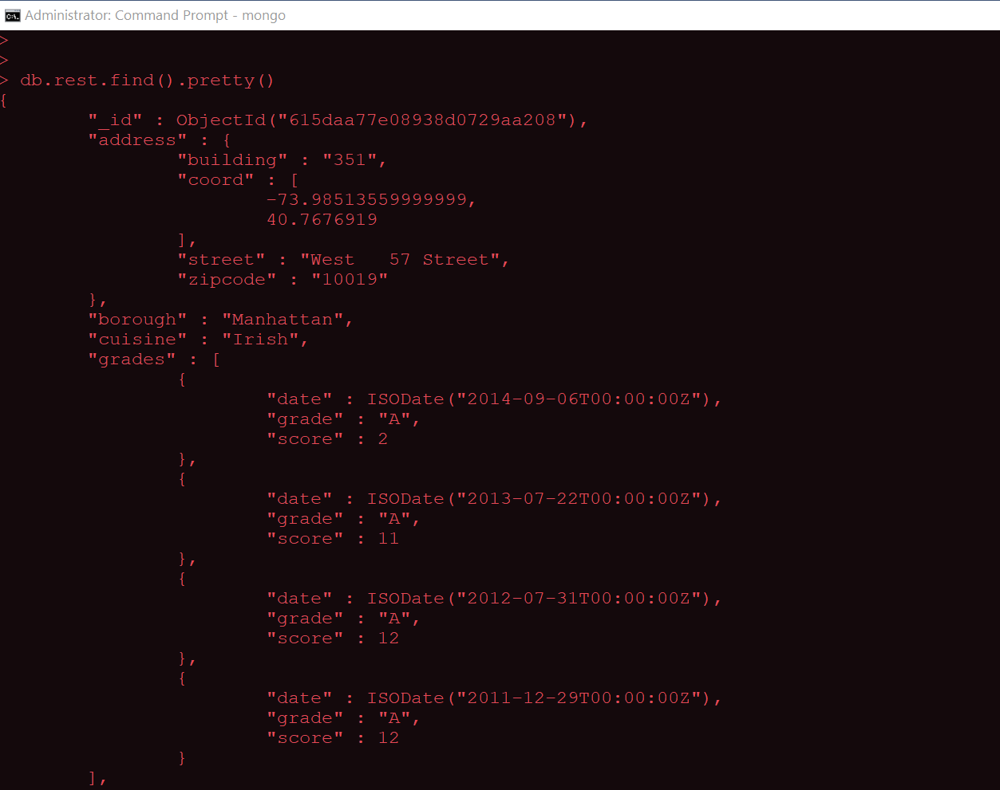 Administrator: Command Prompt - mongo
>
>
> db.rest.find().pretty()
{
        "_id" : ObjectId("615daa77e08938d0729aa208"),
        "address" : {
                "building" : "351",
                "coord" : [
                        -73.98513559999999,
                        40.7676919
                ],
                "street" : "West   57 Street",
                "zipcode" : "10019"
        },
        "borough" : "Manhattan",
        "cuisine" : "Irish",
        "grades" : [
                {
                        "date" : ISODate("2014-09-06T00:00:00Z"),
                        "grade" : "A",
                        "score" : 2
                },
                {
                        "date" : ISODate("2013-07-22T00:00:00Z"),
                        "grade" : "A",
                        "score" : 11
                },
                {
                        "date" : ISODate("2012-07-31T00:00:00Z"),
                        "grade" : "A",
                        "score" : 12
                },
                {
                        "date" : ISODate("2011-12-29T00:00:00Z"),
                        "grade" : "A",
                        "score" : 12
                }
        ],